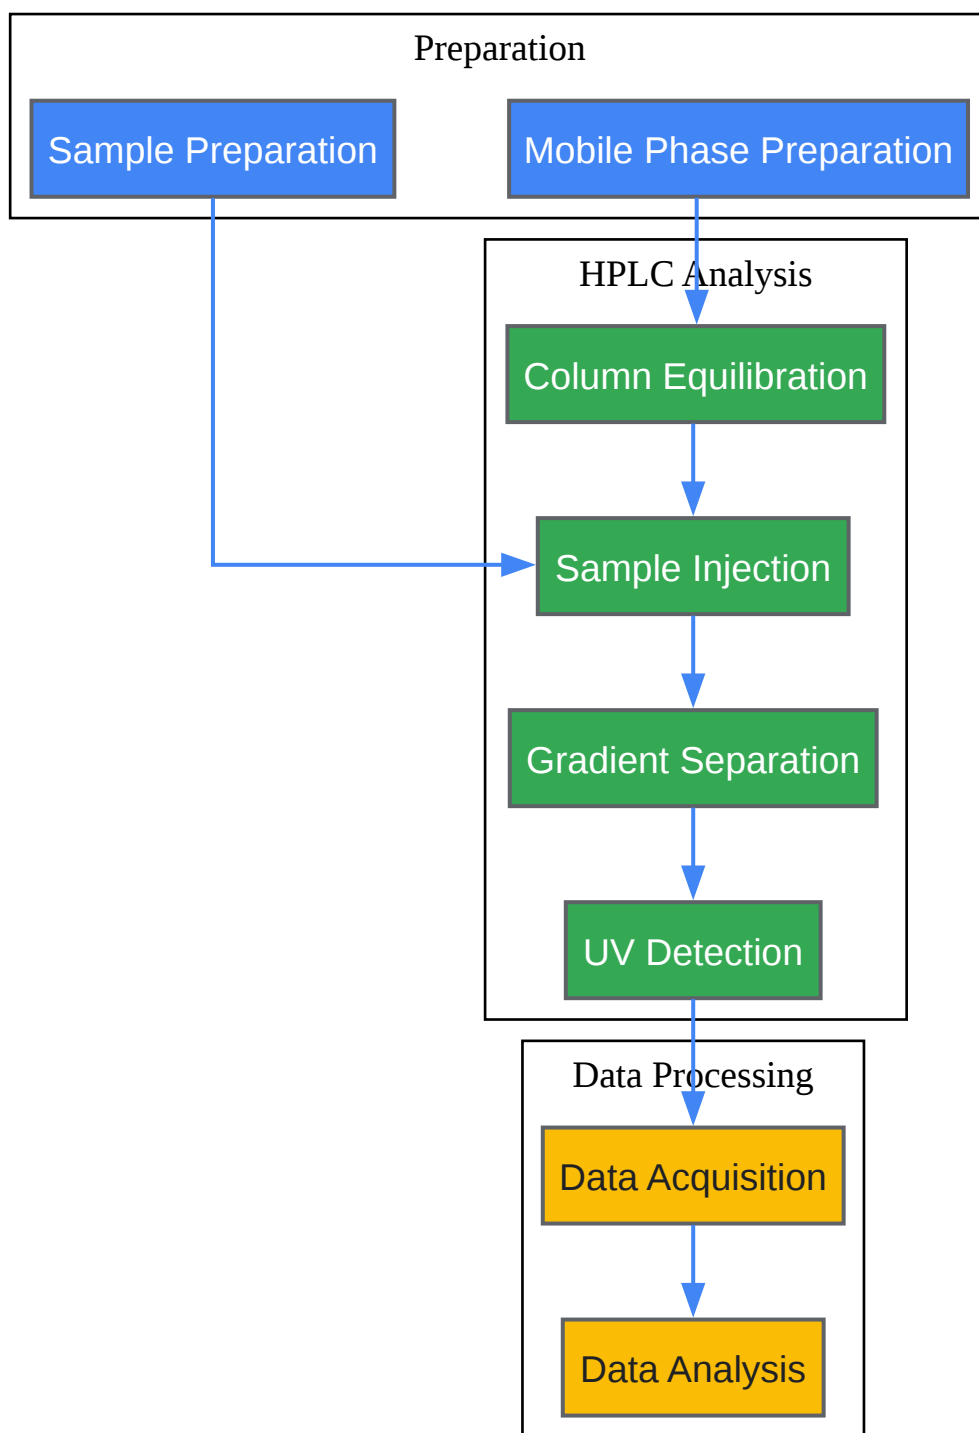 Preparation
Sample Preparation
Mobile Phase Preparation
HPLC Analysis
Column Equilibration
Sample Injection
Gradient Separation
UV Detection
Data Processing
Data Acquisition
Data Analysis